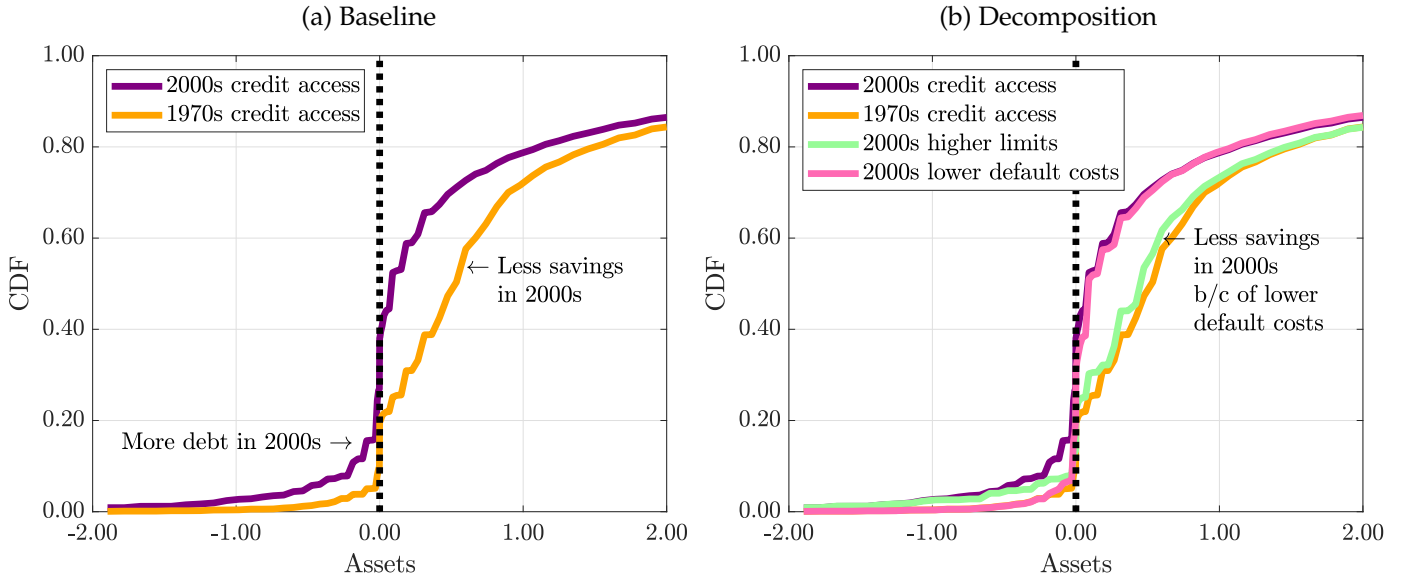 (a) Baseline
1.00
0.80
0.60
0.40
0.20
0.00
CDF
2000s credit access
1970s credit access
← Less savings
in 2000s
More debt in 2000s →
-2.00
-1.00
0.00
1.00
2.00
Assets
(b) Decomposition
1.00
0.80
0.60
0.40
0.20
0.00
CDF
2000s credit access
1970s credit access
2000s higher limits
2000s lower default costs
← Less savings
in 2000s
b/c of lower
default costs
-2.00
-1.00
0.00
1.00
2.00
Assets